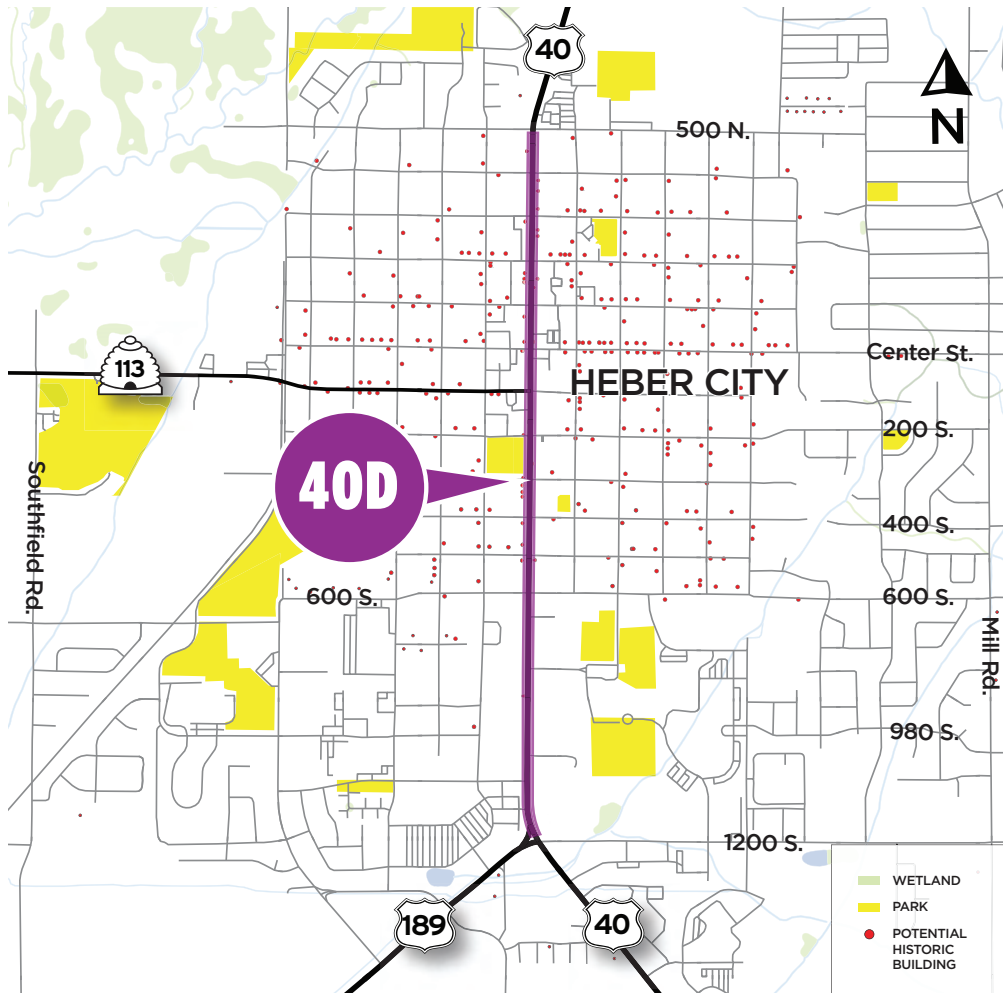 40
N
500 N.
Center St.
113
HEBER CITY
200 S.
40D
Southfield Rd.
400 S.
600 S.
600 S.
Mill Rd.
980 S.
1200 S.
189
40
WETLAND
PARK
POTENTIAL
HISTORIC
BUILDING